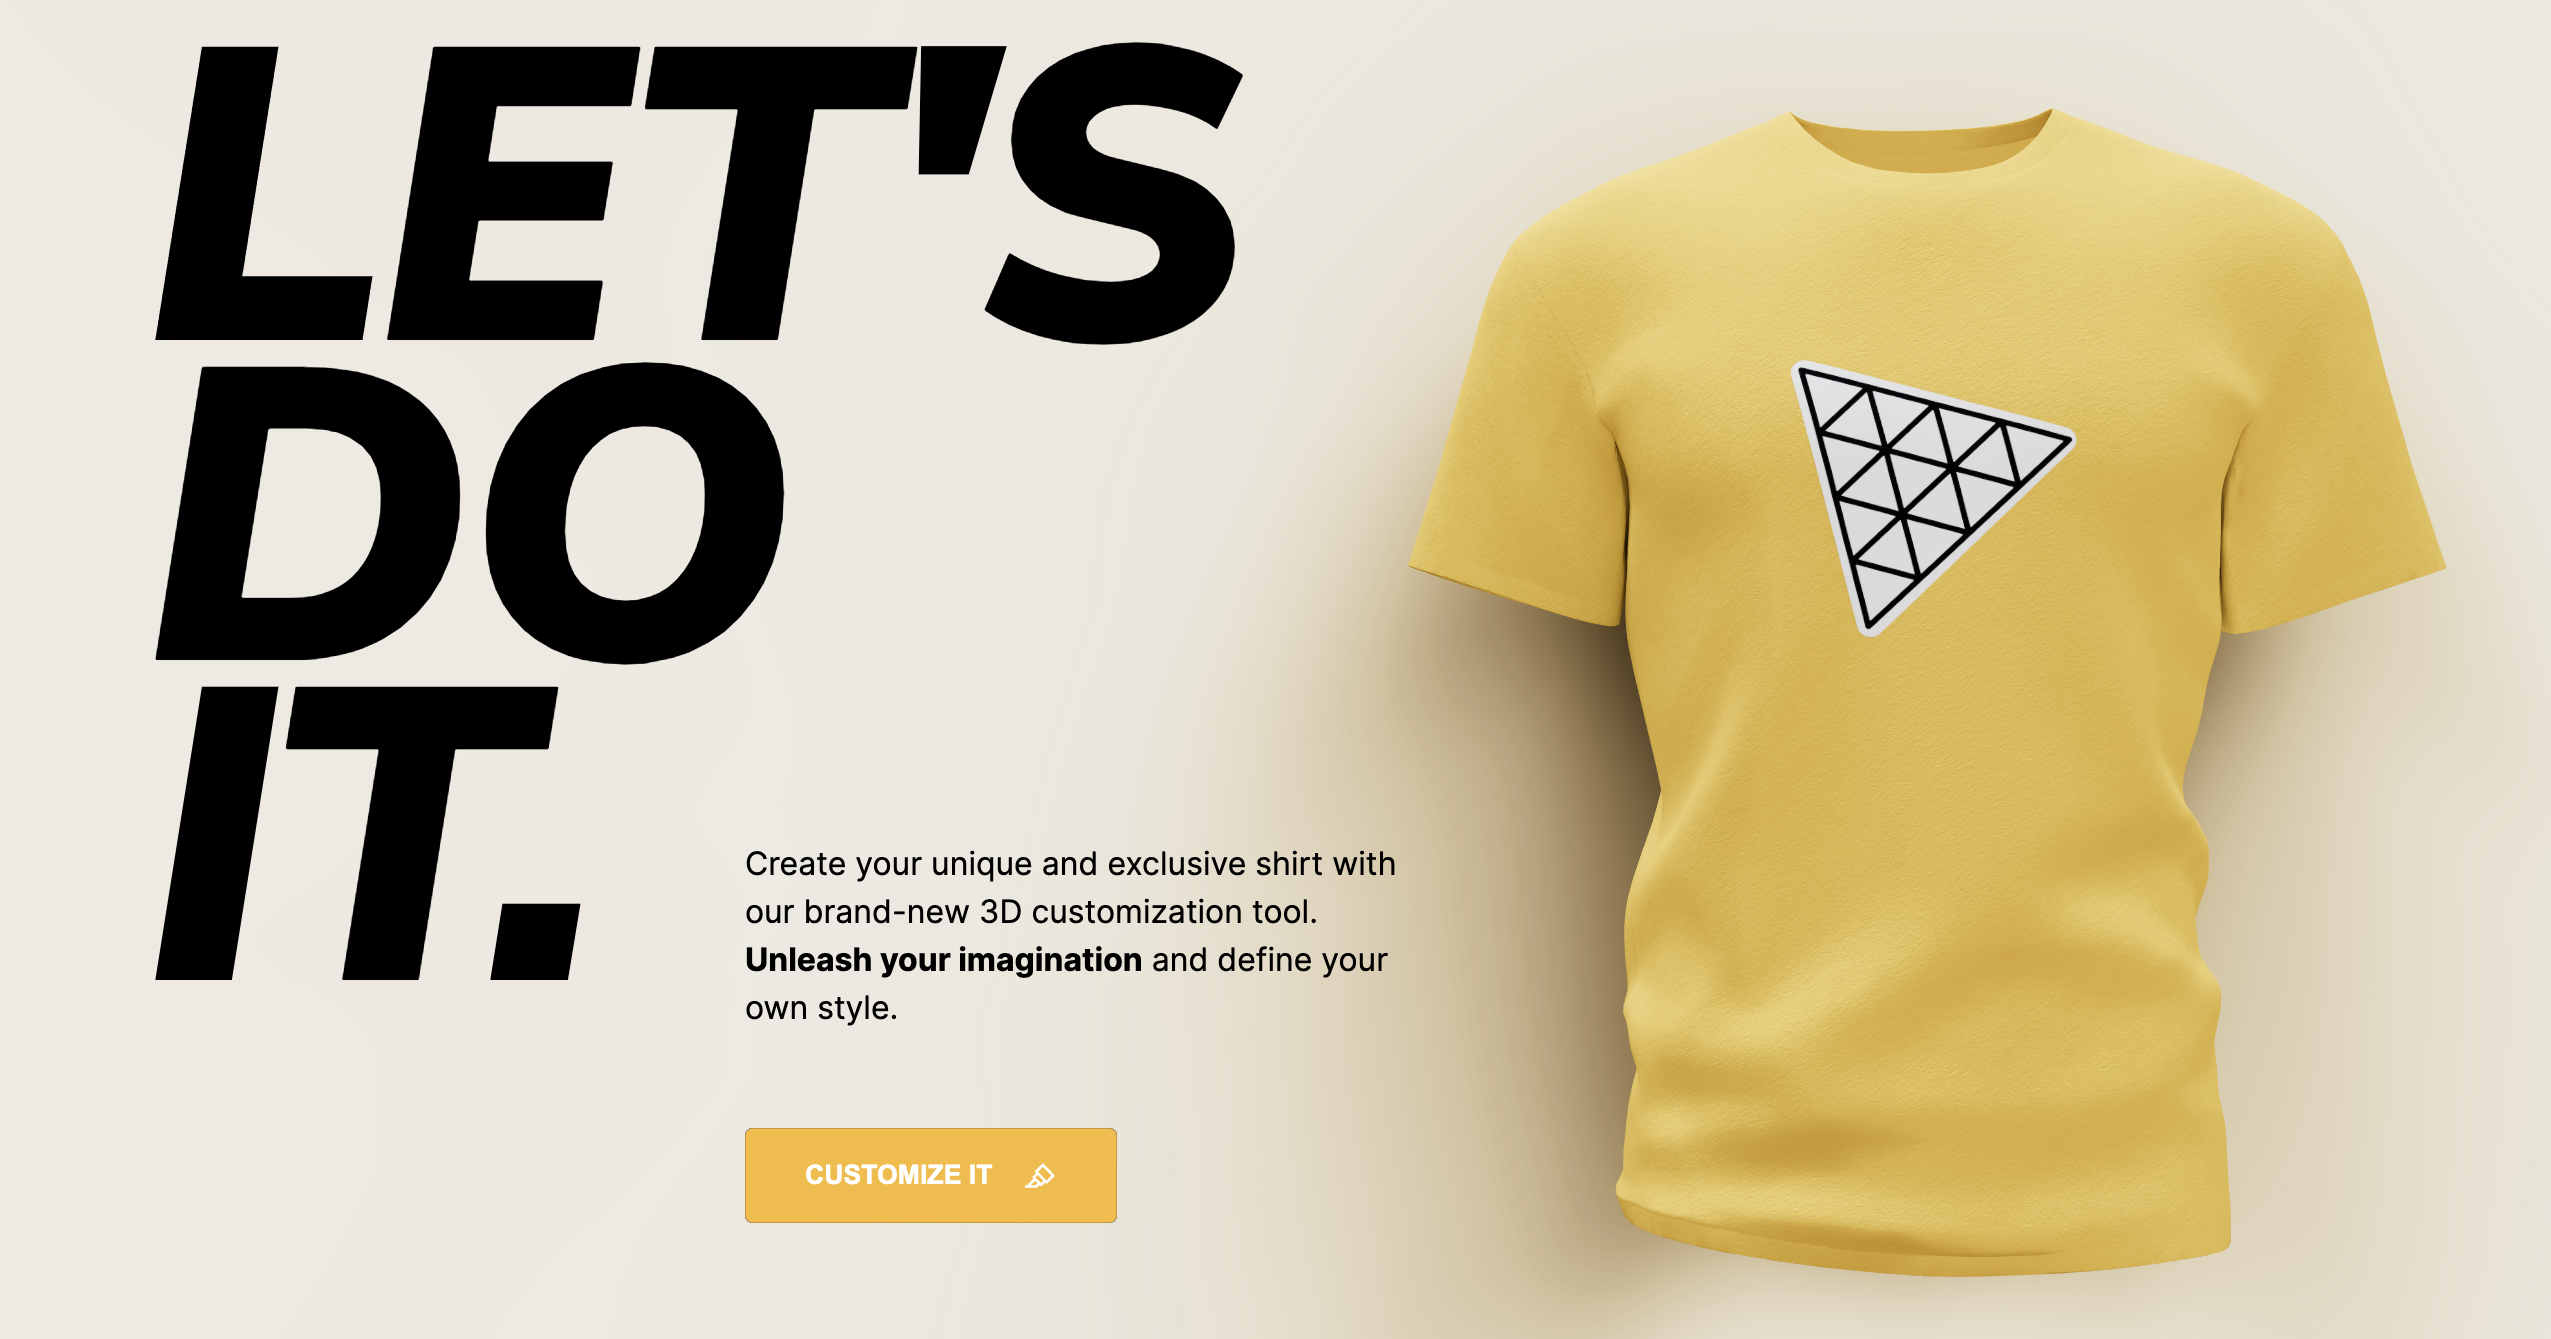 LET'S
DO
IT.
Create your unique and exclusive shirt with
our brand-new 3D customization tool.
Unleash your imagination and define your
own style.
CUSTOMIZE IT